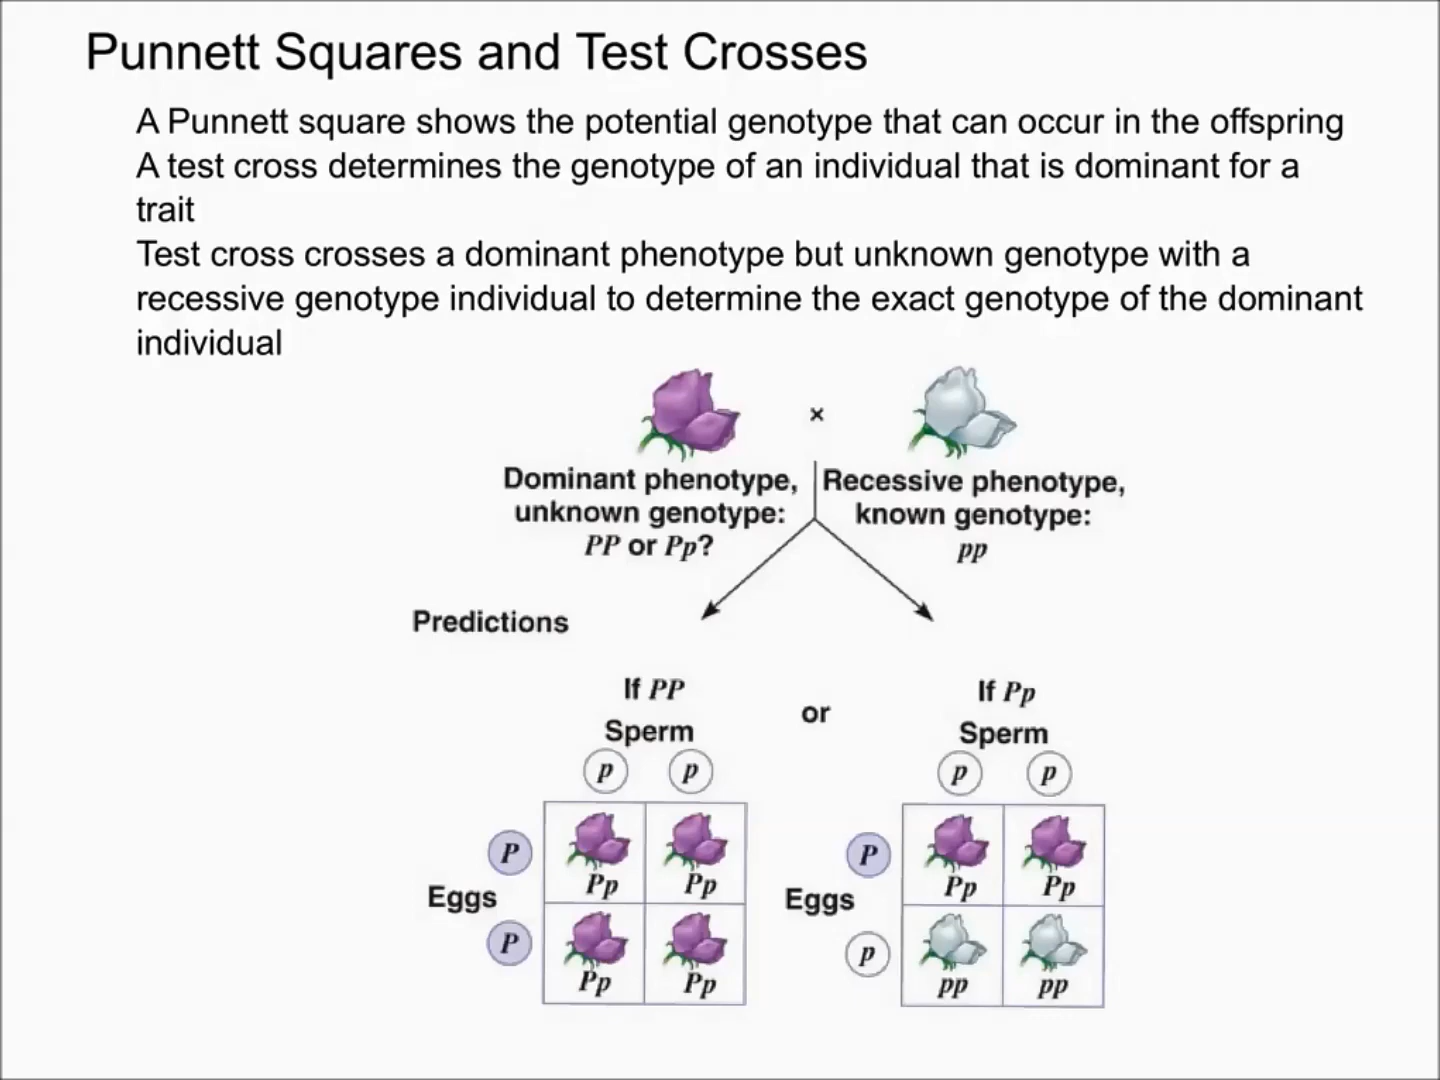 Punnett Squares and Test Crosses
A Punnett square shows the potential genotype that can occur in the offspring
A test cross determines the genotype of an individual that is dominant for a
trait
Test cross crosses a dominant phenotype but unknown genotype with a
recessive genotype individual to determine the exact genotype of the dominant
individual
×
Dominant phenotype,
unknown genotype:
PP or Pp?
Recessive phenotype,
known genotype:
pp
Predictions
If PP
Sperm
p p
P
Eggs
P
Pp Pp
Pp Pp
or
If Pp
Sperm
p p
P
Eggs
p
Pp Pp
pp pp